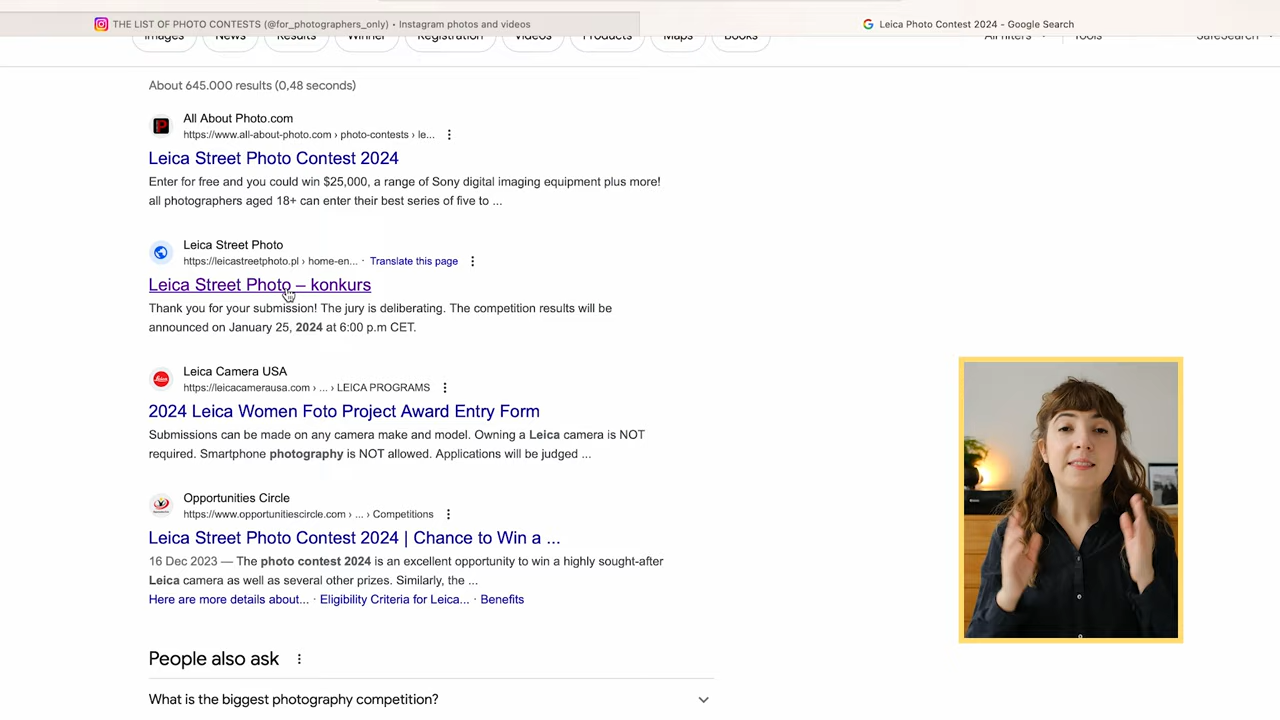 THE LIST OF PHOTO CONTESTS (@for_photographers_only) • Instagram photos and videos
Leica Photo Contest 2024 - Google Search
Images
News
Results
Winner
Registration
Videos
Products
Maps
Books
All filters
Tools
SafeSearch
About 645.000 results (0,48 seconds)
All About Photo.com
https://www.all-about-photo.com › photo-contests › le...
Leica Street Photo Contest 2024
Enter for free and you could win $25,000, a range of Sony digital imaging equipment plus more!
all photographers aged 18+ can enter their best series of five to ...
Leica Street Photo
https://leicastreetphoto.pl › home-en... · Translate this page
Leica Street Photo – konkurs
Thank you for your submission! The jury is deliberating. The competition results will be
announced on January 25, 2024 at 6:00 p.m CET.
Leica Camera USA
https://leicacamerausa.com › ... › LEICA PROGRAMS
2024 Leica Women Foto Project Award Entry Form
Submissions can be made on any camera make and model. Owning a Leica camera is NOT
required. Smartphone photography is NOT allowed. Applications will be judged ...
Opportunities Circle
https://www.opportunitiescircle.com › ... › Competitions
Leica Street Photo Contest 2024 | Chance to Win a ...
16 Dec 2023 — The photo contest 2024 is an excellent opportunity to win a highly sought-after
Leica camera as well as several other prizes. Similarly, the ...
Here are more details about... · Eligibility Criteria for Leica... · Benefits
People also ask
What is the biggest photography competition?